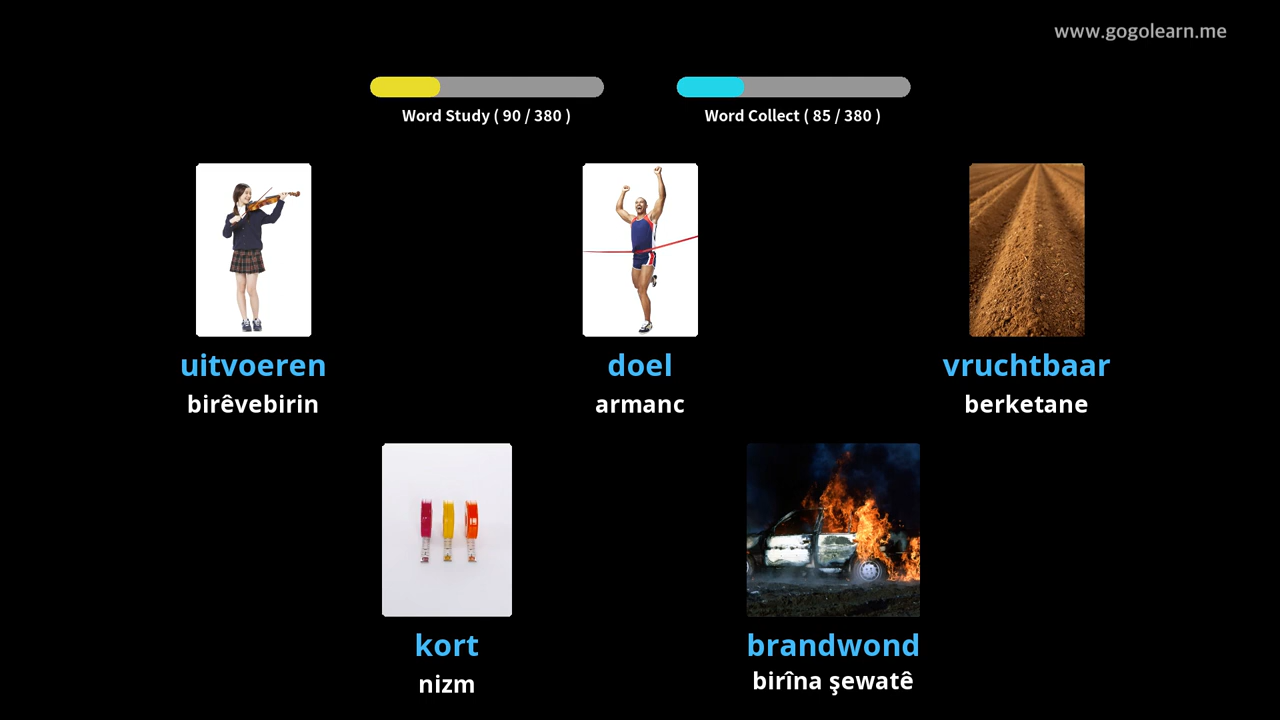 www.gogolearn.me
Word Study ( 90 / 380 )
Word Collect ( 85 / 380 )
uitvoeren
birêvebirin
doel
armanc
vruchtbaar
berketane
kort
nizm
brandwond
birîna şewatê